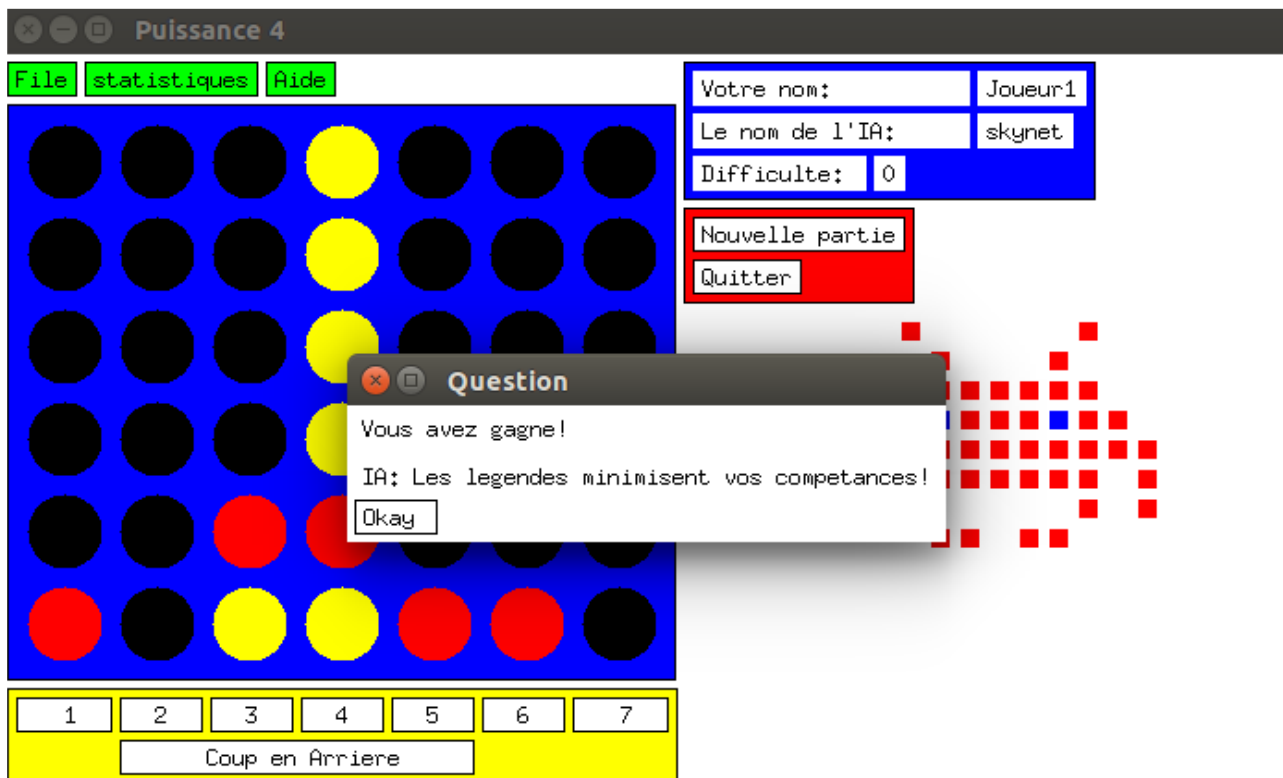 Puissance 4
File statistiques Aide
Votre nom: Joueur1
Le nom de l'IA: skynet
Difficulte: 0
Nouvelle partie
Quitter
Question
Vous avez gagne!
IA: Les legendes minimisent vos competances!
Okay
1 2 3 4 5 6 7
Coup en Arriere